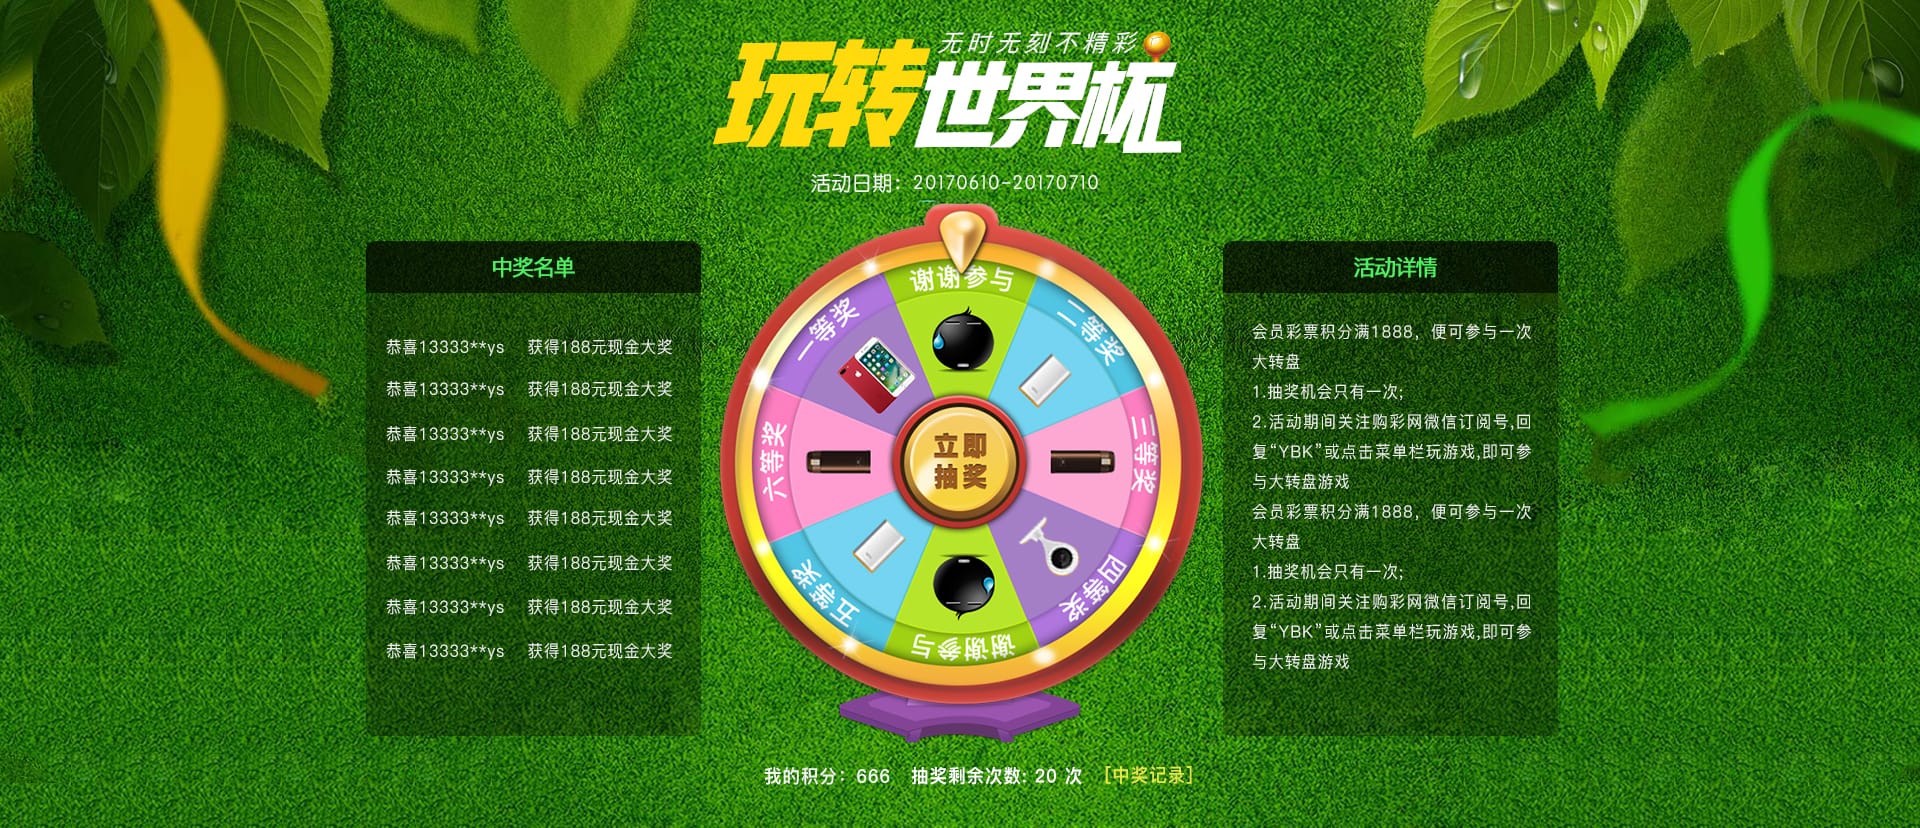 无时无刻不精彩
玩转世界杯
活动日期：20170610-20170710
中奖名单
恭喜13333**ys 获得188元现金大奖
恭喜13333**ys 获得188元现金大奖
恭喜13333**ys 获得188元现金大奖
恭喜13333**ys 获得188元现金大奖
恭喜13333**ys 获得188元现金大奖
恭喜13333**ys 获得188元现金大奖
恭喜13333**ys 获得188元现金大奖
恭喜13333**ys 获得188元现金大奖
谢谢参与
二等奖
三等奖
四等奖
谢谢参与
五等奖
六等奖
一等奖
立即
抽奖
活动详情
会员彩票积分满1888，便可参与一次
大转盘
1.抽奖机会只有一次;
2.活动期间关注购彩网微信订阅号,回
复“YBK”或点击菜单栏玩游戏,即可参
与大转盘游戏
会员彩票积分满1888，便可参与一次
大转盘
1.抽奖机会只有一次;
2.活动期间关注购彩网微信订阅号,回
复“YBK”或点击菜单栏玩游戏,即可参
与大转盘游戏
我的积分：666 抽奖剩余次数: 20 次 [中奖记录]